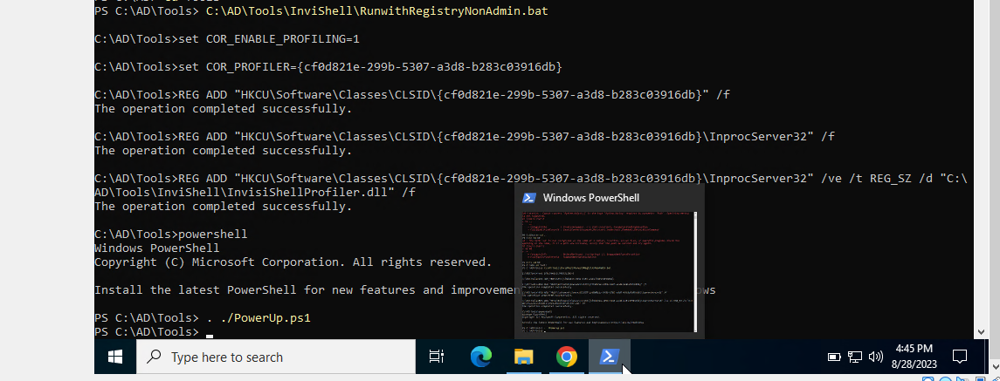 PS C:\AD\Tools> C:\AD\Tools\InviShell\RunwithRegistryNonAdmin.bat
C:\AD\Tools>set COR_ENABLE_PROFILING=1
C:\AD\Tools>set COR_PROFILER={cf0d821e-299b-5307-a3d8-b283c03916db}
C:\AD\Tools>REG ADD "HKCU\Software\Classes\CLSID\{cf0d821e-299b-5307-a3d8-b283c03916db}" /f
The operation completed successfully.
C:\AD\Tools>REG ADD "HKCU\Software\Classes\CLSID\{cf0d821e-299b-5307-a3d8-b283c03916db}\InprocServer32" /f
The operation completed successfully.
C:\AD\Tools>REG ADD "HKCU\Software\Classes\CLSID\{cf0d821e-299b-5307-a3d8-b283c03916db}\InprocServer32" /ve /t REG_SZ /d "C:\
AD\Tools\InviShell\InvisiShellProfiler.dll" /f
The operation completed successfully.
Windows PowerShell
C:\AD\Tools>powershell
Windows PowerShell
Copyright (C) Microsoft Corporation. All rights reserved.
Install the latest PowerShell for new features and improvemen
ws
PS C:\AD\Tools> . ./PowerUp.ps1
PS C:\AD\Tools>
Type here to search
4:45 PM
8/28/2023